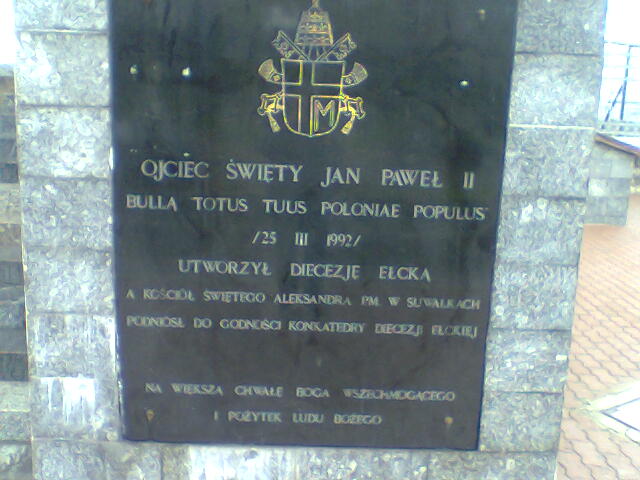 M
OJCIEC ŚWIĘTY JAN PAWEŁ II
BULLĄ TOTUS TUUS POLONIAE POPULUS
/25 III 1992/
UTWORZYŁ DIECEZJE EŁCKĄ
A KOŚCIÓŁ ŚWIĘTEGO ALEKSANDRA P.M. W SUWAŁKACH
PODNIÓSŁ DO GODNOŚCI KONKATEDRY DIECEZJI EŁCKIEJ
NA WIĘKSZĄ CHWAŁĘ BOGA WSZECHMOGĄCEGO
I POŻYTEK LUDU BOŻEGO